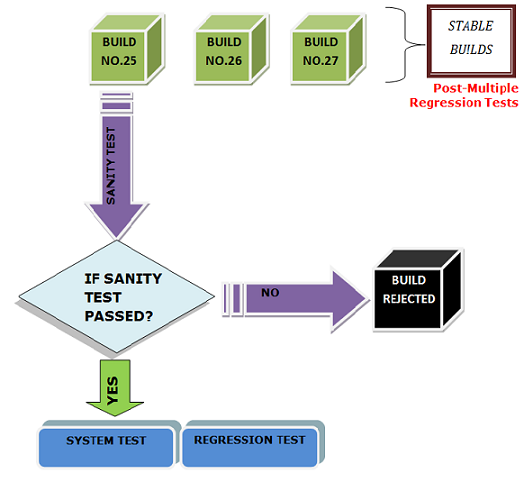 BUILD
NO.25
BUILD
NO.26
BUILD
NO.27
STABLE
BUILDS
Post-Multiple
Regression Tests
SANITY TEST
IF SANITY
TEST
PASSED?
NO
BUILD
REJECTED
YES
SYSTEM TEST
REGRESSION TEST